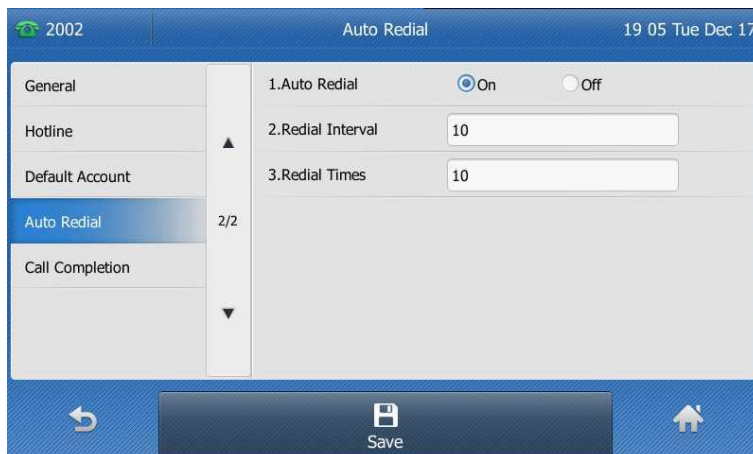 2002 Auto Redial 19 05 Tue Dec 17
General
Hotline
Default Account
Auto Redial
Call Completion
2/2
1.Auto Redial On Off
2.Redial Interval 10
3.Redial Times 10
Save